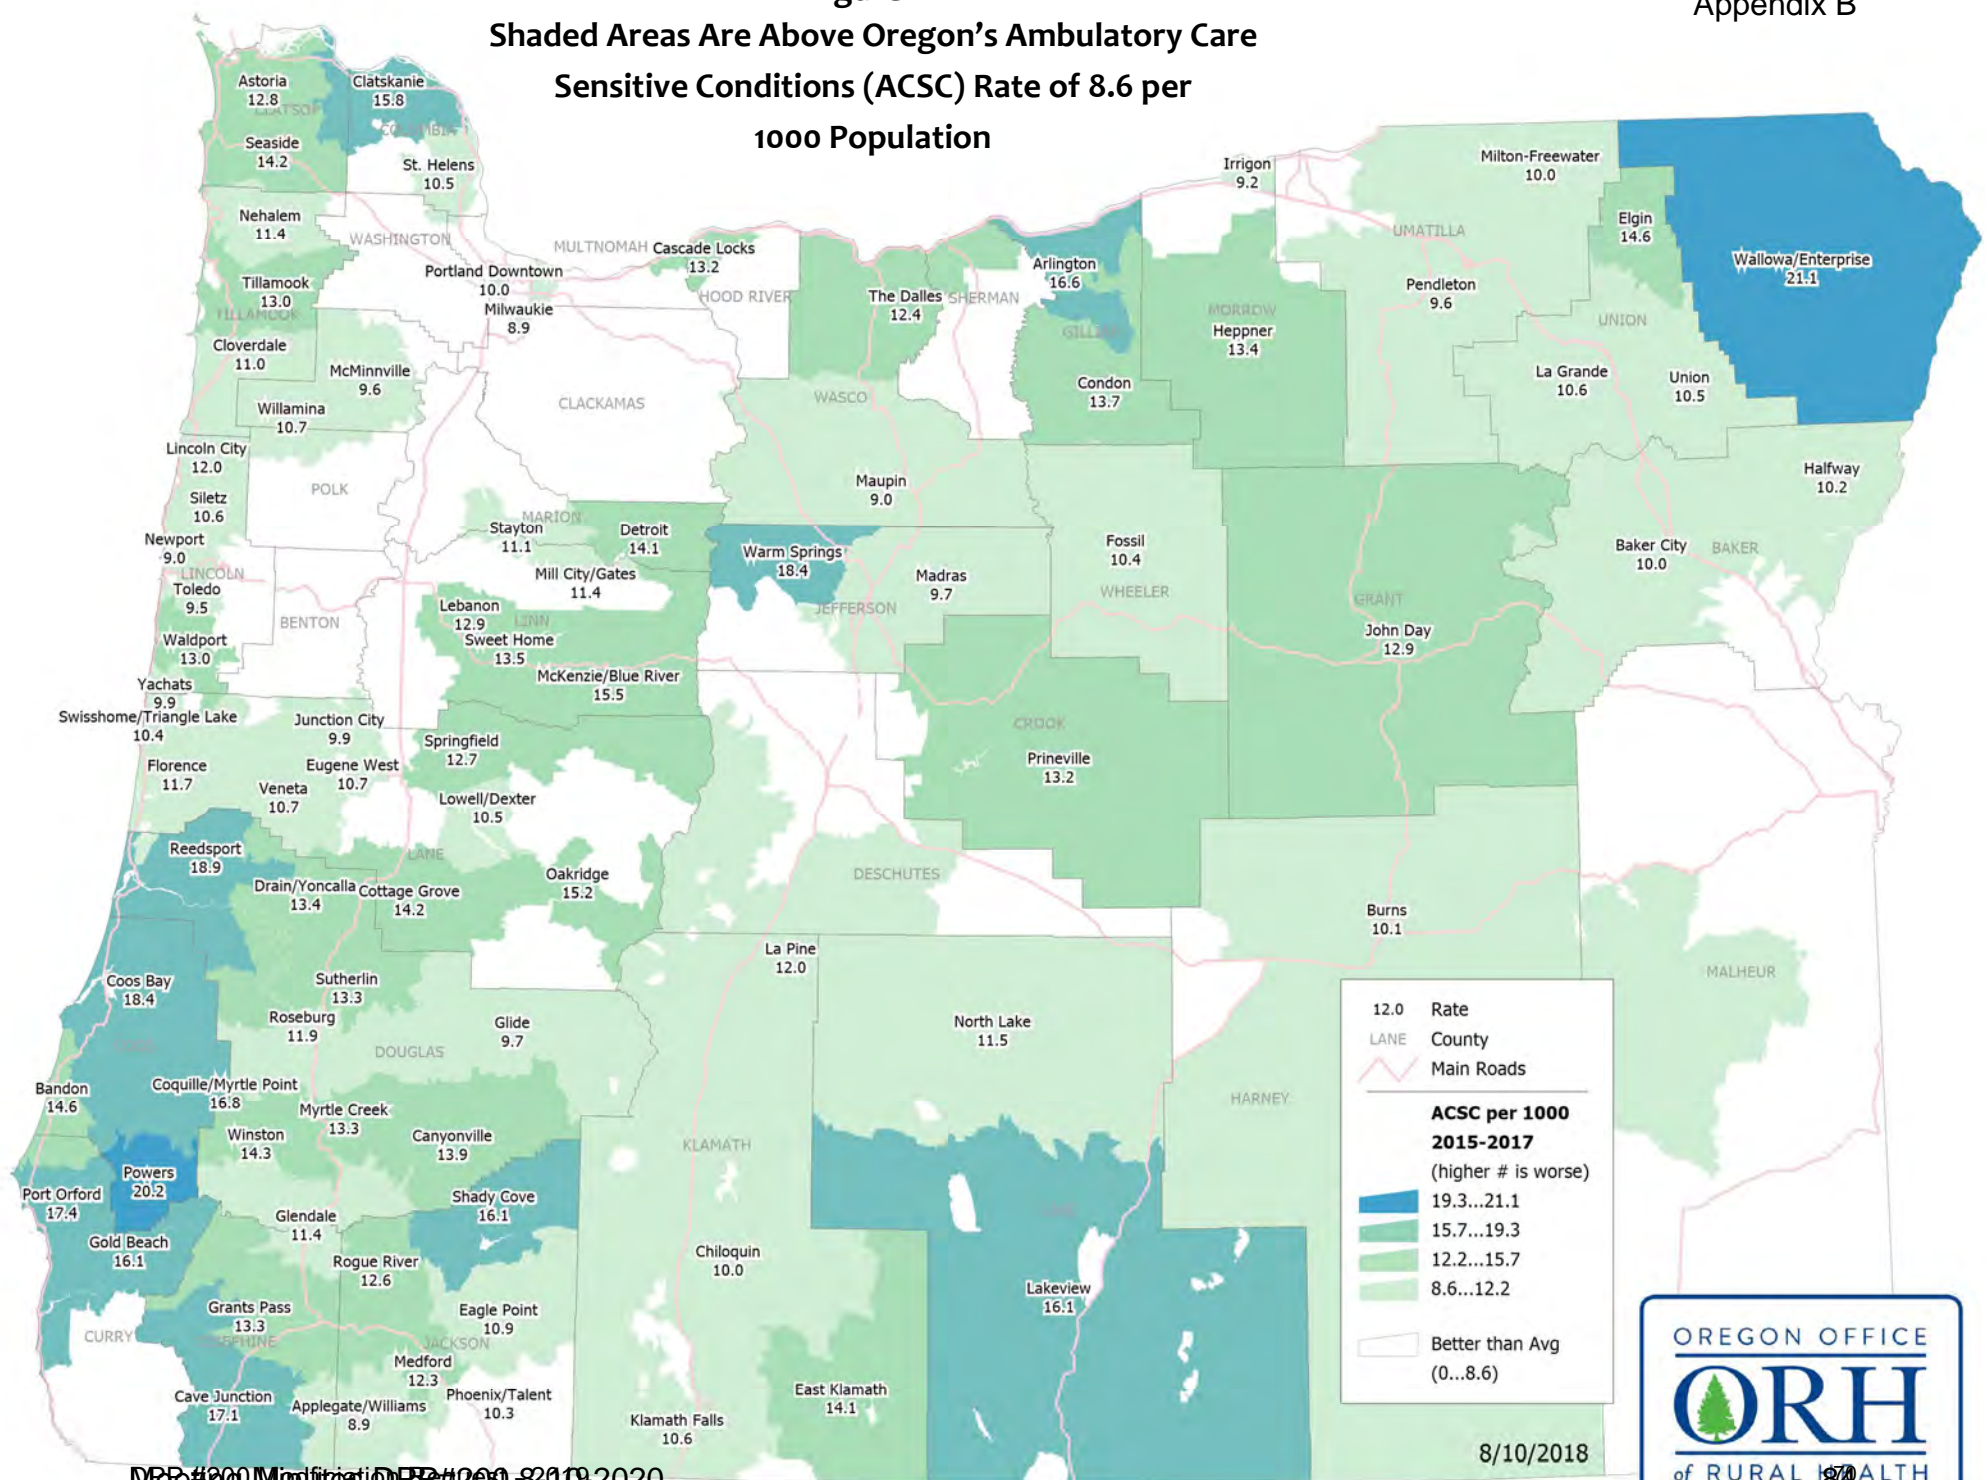 Appendix B
Shaded Areas Are Above Oregon's Ambulatory Care
Sensitive Conditions (ACSC) Rate of 8.6 per
1000 Population
Astoria
12.8
CLATSOP
Clatskanie
15.8
COLUMBIA
Seaside
14.2
St. Helens
10.5
Nehalem
11.4
WASHINGTON
MULTNOMAH
Cascade Locks
13.2
Portland Downtown
10.0
Milwaukie
8.9
HOOD RIVER
Tillamook
13.0
TILLAMOOK
The Dalles
12.4
SHERMAN
Arlington
16.6
GILLIAM
Irrigon
9.2
Milton-Freewater
10.0
UMATILLA
Elgin
14.6
Wallowa/Enterprise
21.1
Pendleton
9.6
MORROW
Heppner
13.4
UNION
La Grande
10.6
Union
10.5
Cloverdale
11.0
McMinnville
9.6
Willamina
10.7
CLACKAMAS
WASCO
Condon
13.7
Lincoln City
12.0
Siletz
10.6
POLK
Maupin
9.0
Halfway
10.2
MARION
Stayton
11.1
Detroit
14.1
Newport
9.0
LINCOLN
Toledo
9.5
Warm Springs
18.4
Mill City/Gates
11.4
Madras
9.7
JEFFERSON
Fossil
10.4
WHEELER
Baker City
10.0
BAKER
GRANT
John Day
12.9
BENTON
Lebanon
12.9
LINN
Sweet Home
13.5
Waldport
13.0
McKenzie/Blue River
15.5
Yachats
9.9
Swisshome/Triangle Lake
10.4
Junction City
9.9
Springfield
12.7
CROOK
Prineville
13.2
Florence
11.7
Eugene West
10.7
Veneta
10.7
Lowell/Dexter
10.5
Reedsport
18.9
LANE
Drain/Yoncalla
13.4
Cottage Grove
14.2
Oakridge
15.2
DESCHUTES
Burns
10.1
La Pine
12.0
MALHEUR
Coos Bay
18.4
Sutherlin
13.3
Roseburg
11.9
Glide
9.7
DOUGLAS
North Lake
11.5
HARNEY
Bandon
14.6
Coquille/Myrtle Point
16.8
Myrtle Creek
13.3
Winston
14.3
Canyonville
13.9
KLAMATH
Powers
20.2
Port Orford
17.4
Shady Cove
16.1
Glendale
11.4
Gold Beach
16.1
Rogue River
12.6
Chiloquin
10.0
Lakeview
16.1
Grants Pass
13.3
Eagle Point
10.9
CURRY
JACKSON
Medford
12.3
Cave Junction
17.1
Applegate/Williams
8.9
Phoenix/Talent
10.3
Klamath Falls
10.6
East Klamath
14.1
12.0 Rate
LANE County
Main Roads
ACSC per 1000
2015-2017
(higher # is worse)
19.3...21.1
15.7...19.3
12.2...15.7
8.6...12.2
Better than Avg
(0...8.6)
8/10/2018
OREGON OFFICE
ORH
of RURAL HEALTH